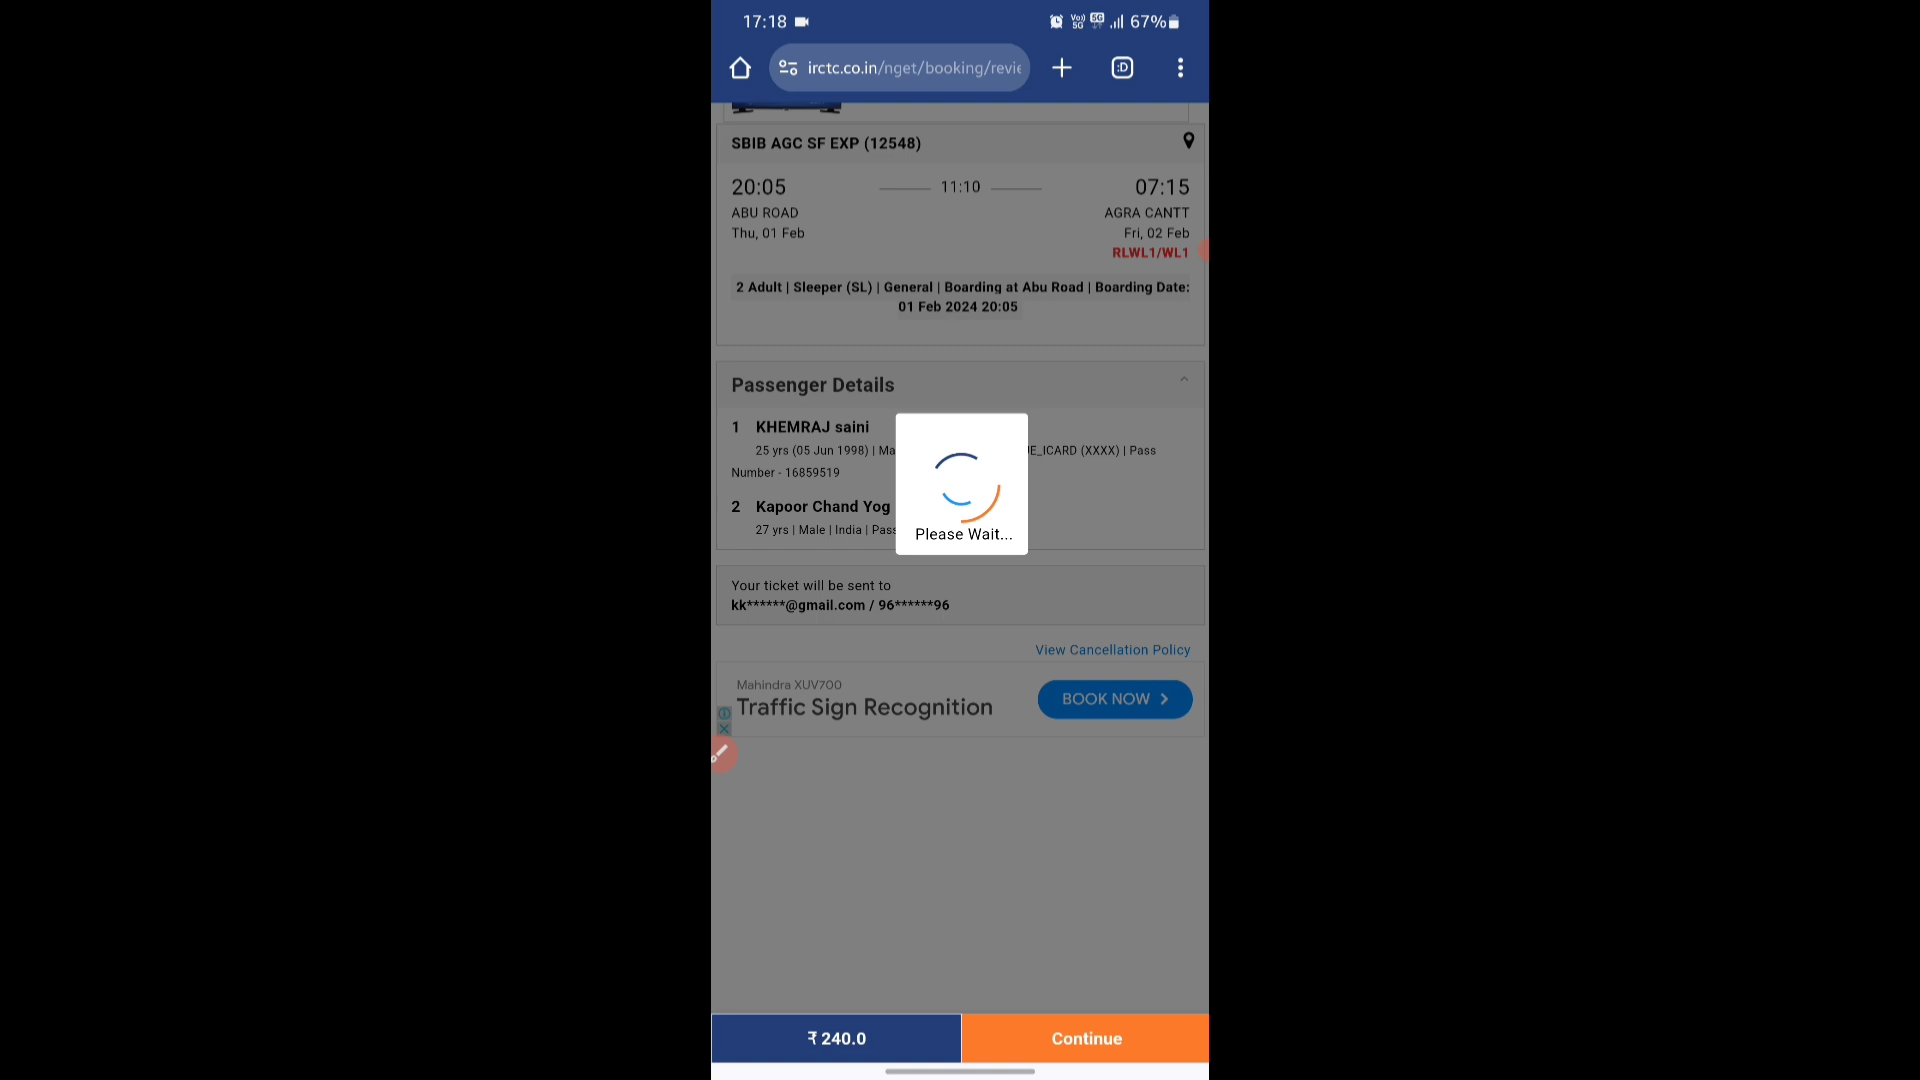 17:18 Vo)) 5G 5G 67%
irctc.co.in/nget/booking/revie :D
SBIB AGC SF EXP (12548)
20:05 11:10 07:15
ABU ROAD AGRA CANTT
Thu, 01 Feb Fri, 02 Feb
RLWL1/WL1
2 Adult | Sleeper (SL) | General | Boarding at Abu Road | Boarding Date:
01 Feb 2024 20:05
Passenger Details
1 KHEMRAJ saini
25 yrs (05 Jun 1998) | Ma E_ICARD (XXXX) | Pass
Number - 16859519
2 Kapoor Chand Yog
27 yrs | Male | India | Pass
Please Wait...
Your ticket will be sent to
kk******@gmail.com / 96******96
View Cancellation Policy
Mahindra XUV700
Traffic Sign Recognition
BOOK NOW
₹ 240.0 Continue